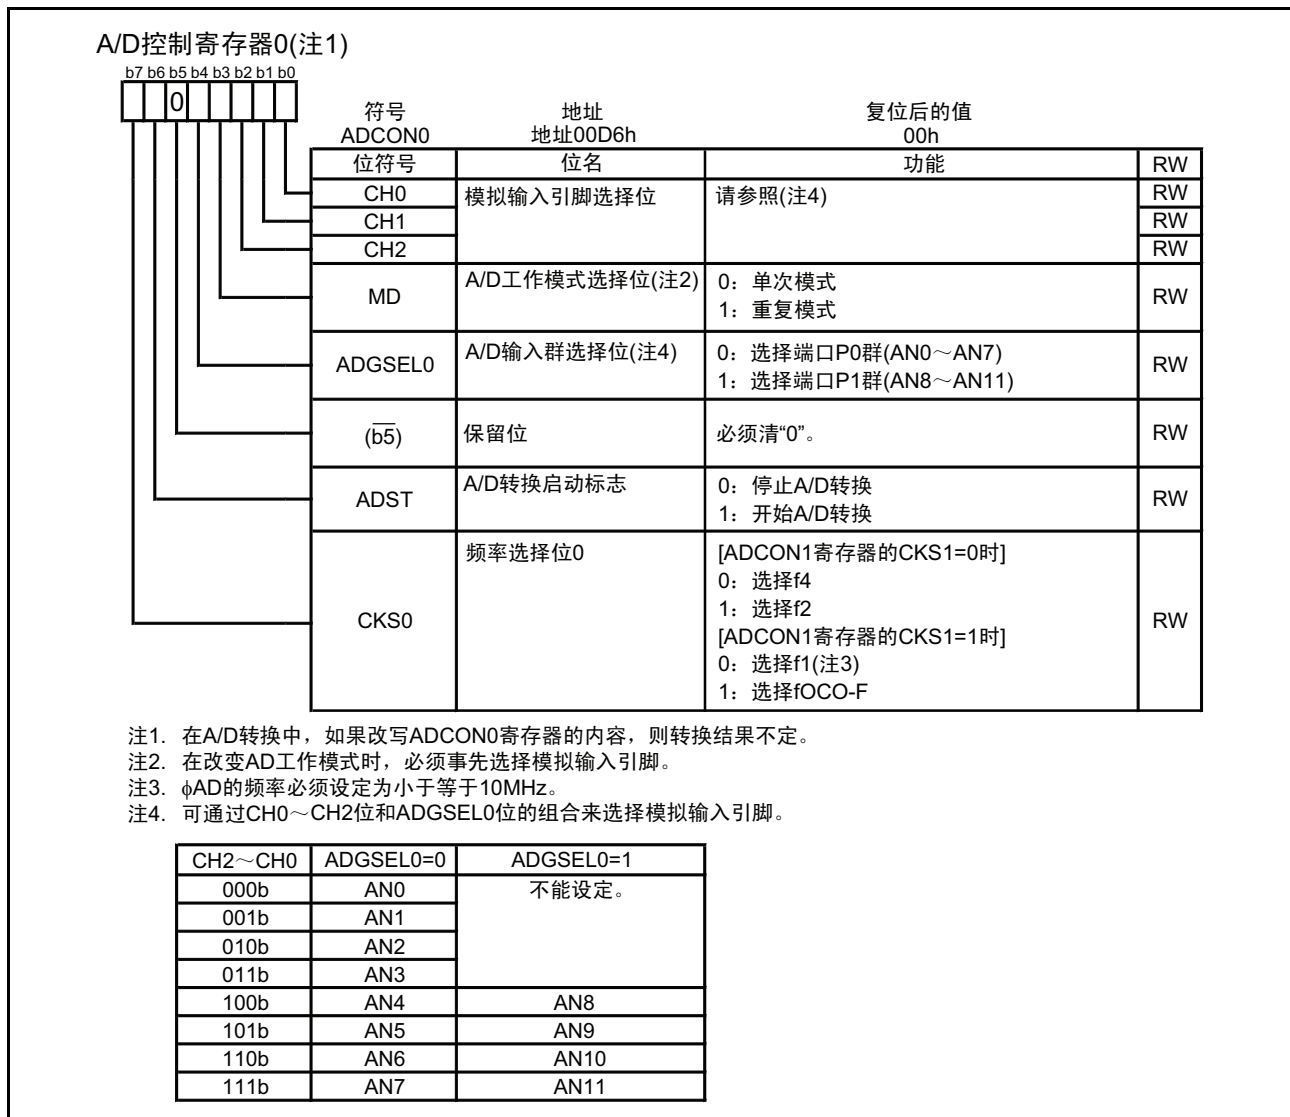 A/D控制寄存器0(注1)
b7 b6 b5 b4 b3 b2 b1 b0
0
符号 地址 复位后的值
ADCON0 地址00D6h 00h
位符号 位名 功能 RW
CH0 模拟输入引脚选择位 请参照(注4) RW
CH1 RW
CH2 RW
MD A/D工作模式选择位(注2) 0：单次模式 RW
1：重复模式
ADGSEL0 A/D输入群选择位(注4) 0：选择端口P0群(AN0～AN7) RW
1：选择端口P1群(AN8～AN11)
(b5) 保留位 必须清“0”。 RW
ADST A/D转换启动标志 0：停止A/D转换 RW
1：开始A/D转换
CKS0 频率选择位0 [ADCON1寄存器的CKS1=0时] RW
0：选择f4
1：选择f2
[ADCON1寄存器的CKS1=1时]
0：选择f1(注3)
1：选择fOCO-F
注1. 在A/D转换中，如果改写ADCON0寄存器的内容，则转换结果不定。
注2. 在改变AD工作模式时，必须事先选择模拟输入引脚。
注3. ϕAD的频率必须设定为小于等于10MHz。
注4. 可通过CH0～CH2位和ADGSEL0位的组合来选择模拟输入引脚。
CH2～CH0 ADGSEL0=0 ADGSEL0=1
000b AN0 不能设定。
001b AN1
010b AN2
011b AN3
100b AN4 AN8
101b AN5 AN9
110b AN6 AN10
111b AN7 AN11